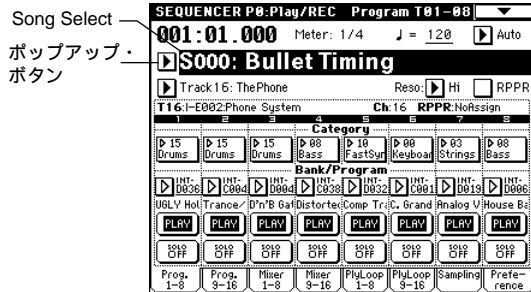 Song Select
ポップアップ・
ボタン
SEQUENCER P0:Play/REC Program T01-08
001:01.000 Meter: 1/4 ♩ = 120 Auto
S000: Bullet Timing
Track16: ThePhone Reso: Hi RPPR
T16:I-E002:Phone System Ch:16 RPPR:NoAssign
1 2 3 4 5 6 7 8
Category
15 15 15 08 10 00 03 08
Drums Drums Drums Bass FastSyn Keyboar Strings Bass
Bank/Program
INT- INT- INT- INT- INT- INT- INT- INT-
D036 C004 D004 C038 D032 C001 D019 D006
UGLY Hol Trance/ D'n'B Gat Distorted Comp Tra C. Grand Analog V House Ba
PLAY PLAY PLAY PLAY PLAY PLAY PLAY PLAY
SOLO SOLO SOLO SOLO SOLO SOLO SOLO SOLO
OFF OFF OFF OFF OFF OFF OFF OFF
Prog. Prog. Mixer Mixer PlyLoop PlyLoop Sampling Prefe-
1-8 9-16 1-8 9-16 1-8 9-16 rence